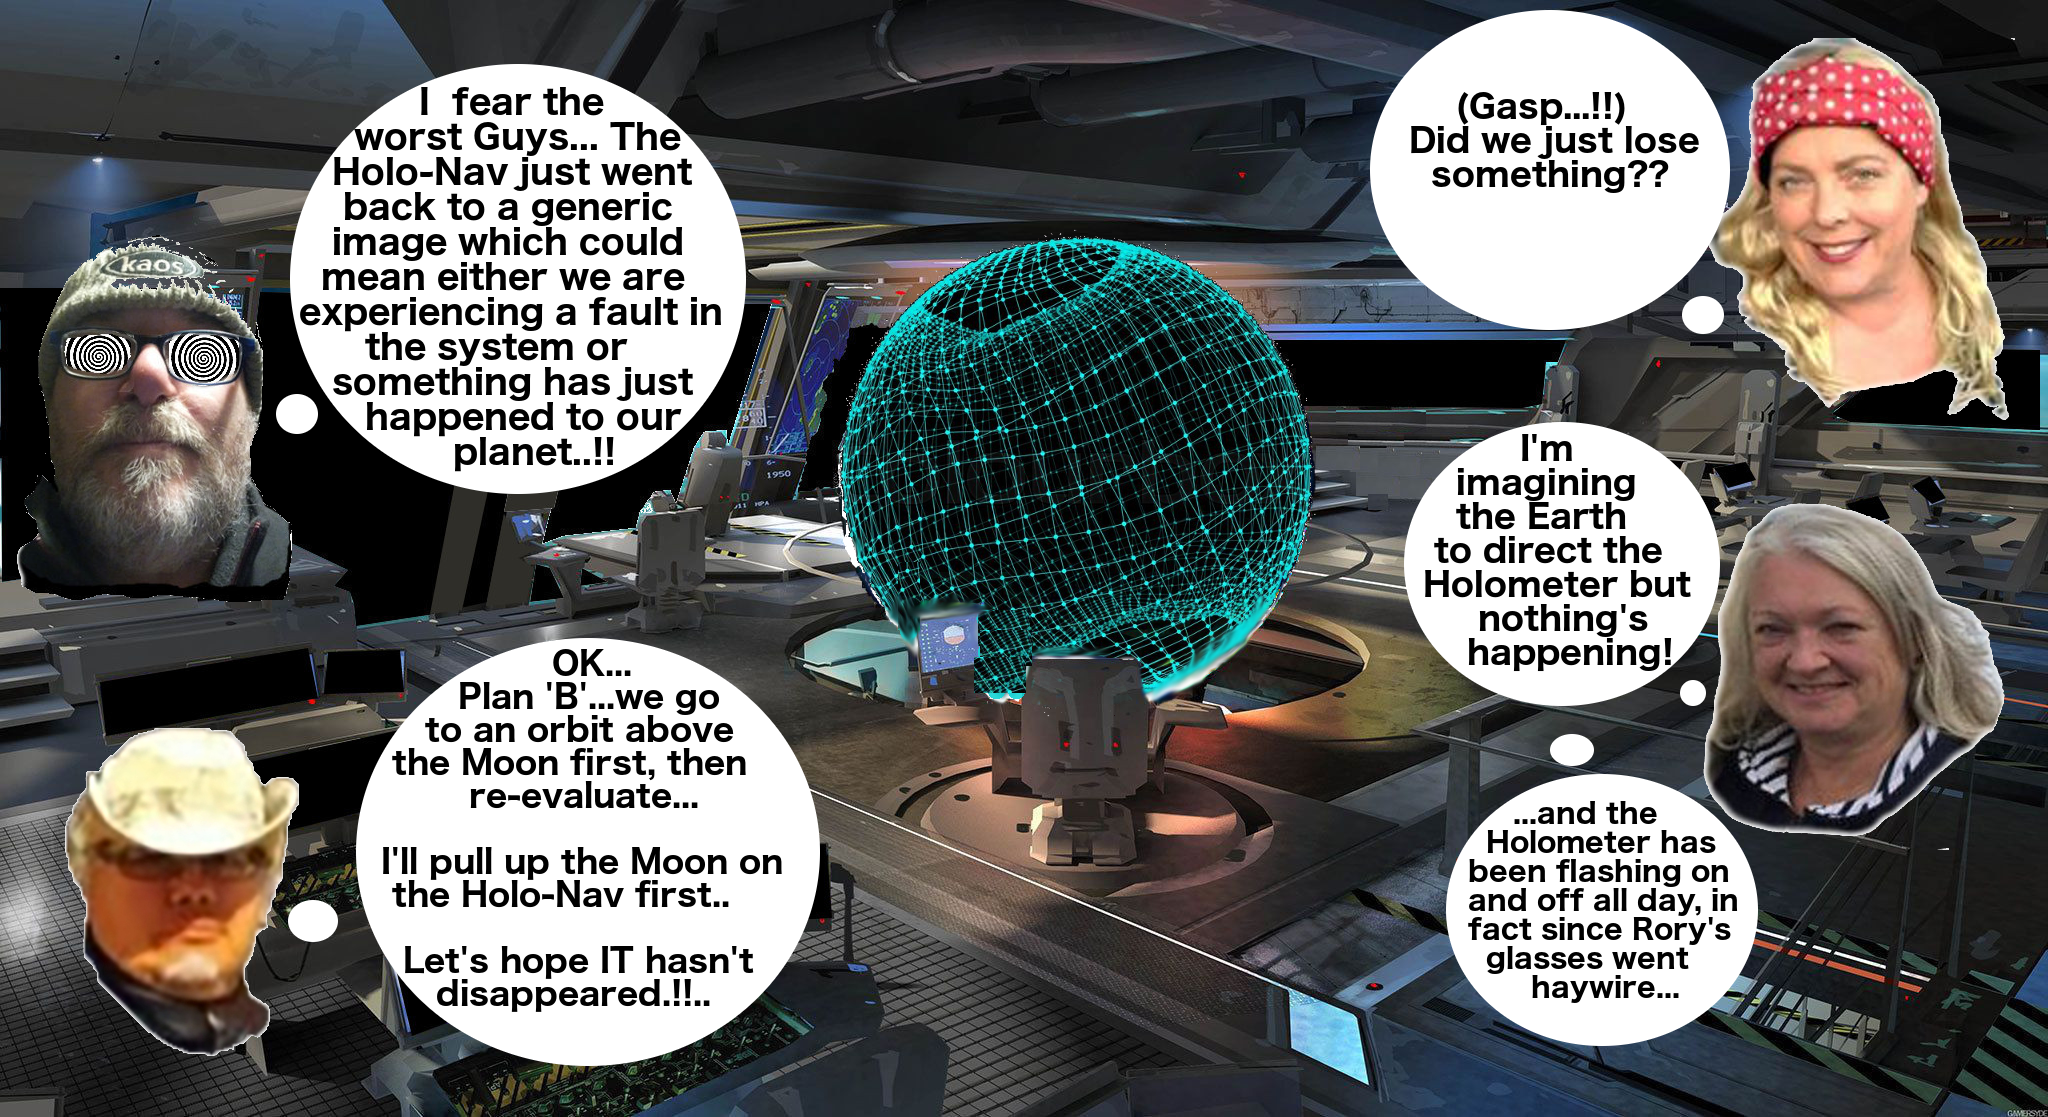 I fear the
worst Guys... The
Holo-Nav just went
back to a generic
image which could
mean either we are
experiencing a fault in
the system or
something has just
happened to our
planet..!!
(Gasp...!!)
Did we just lose
something??
kaos
I'm
imagining
the Earth
to direct the
Holometer but
nothing's
happening!
OK...
Plan 'B'...we go
to an orbit above
the Moon first, then
re-evaluate...
I'll pull up the Moon on
the Holo-Nav first..
Let's hope IT hasn't
disappeared.!!..
...and the
Holometer has
been flashing on
and off all day, in
fact since Rory's
glasses went
haywire...
1950
GAMERSYDE